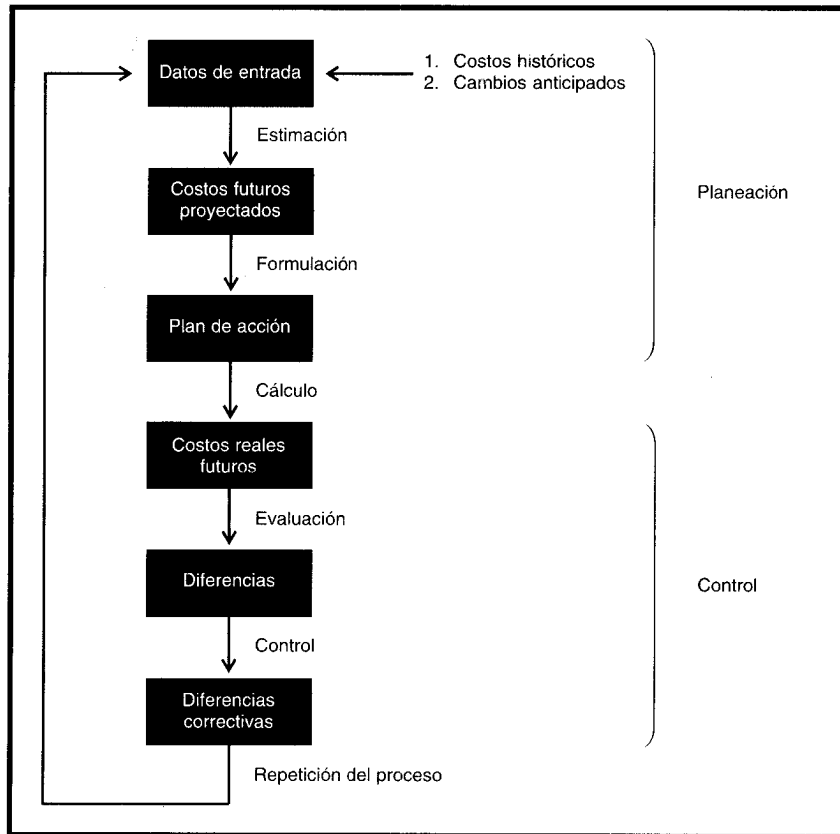 Datos de entrada
1. Costos históricos
2. Cambios anticipados
Estimación
Costos futuros
proyectados
Planeación
Formulación
Plan de acción
Cálculo
Costos reales
futuros
Evaluación
Diferencias
Control
Control
Diferencias
correctivas
Repetición del proceso